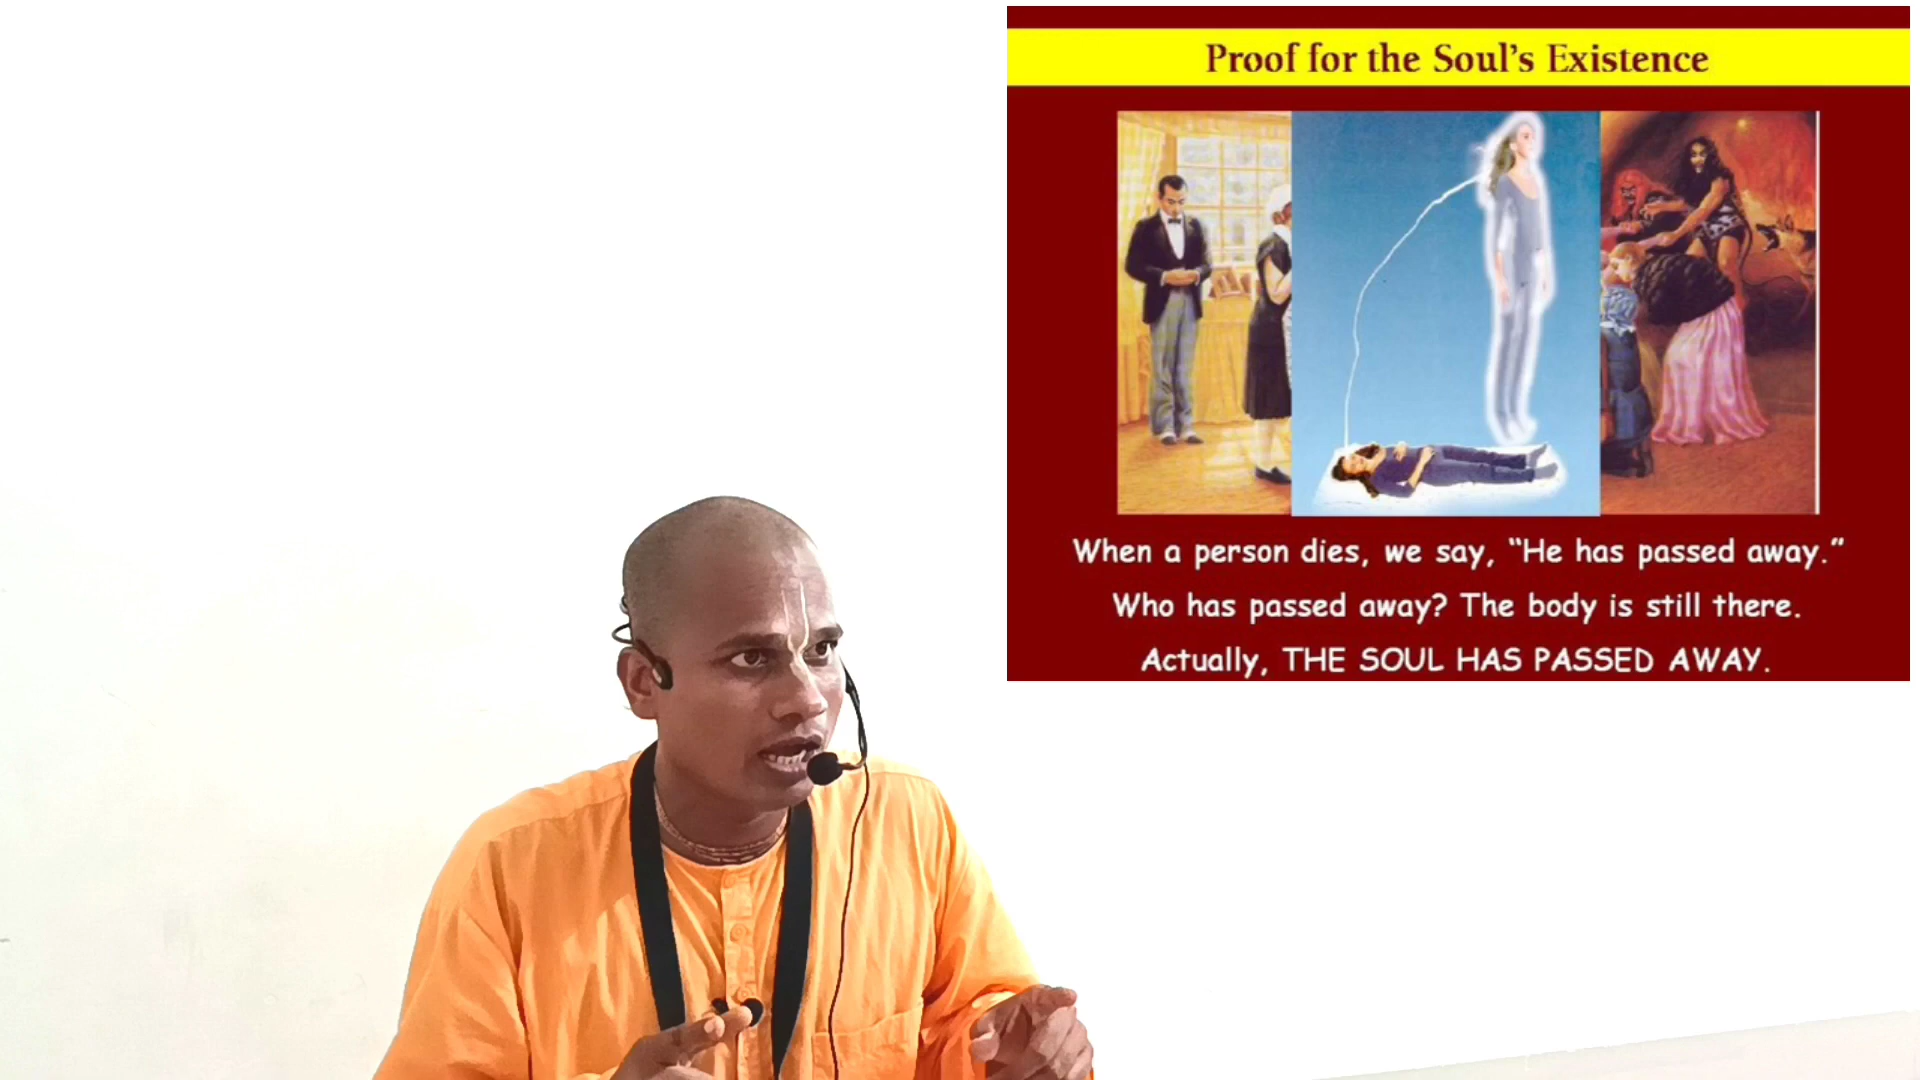 Proof for the Soul's Existence
When a person dies, we say, “He has passed away.”
Who has passed away? The body is still there.
Actually, THE SOUL HAS PASSED AWAY.